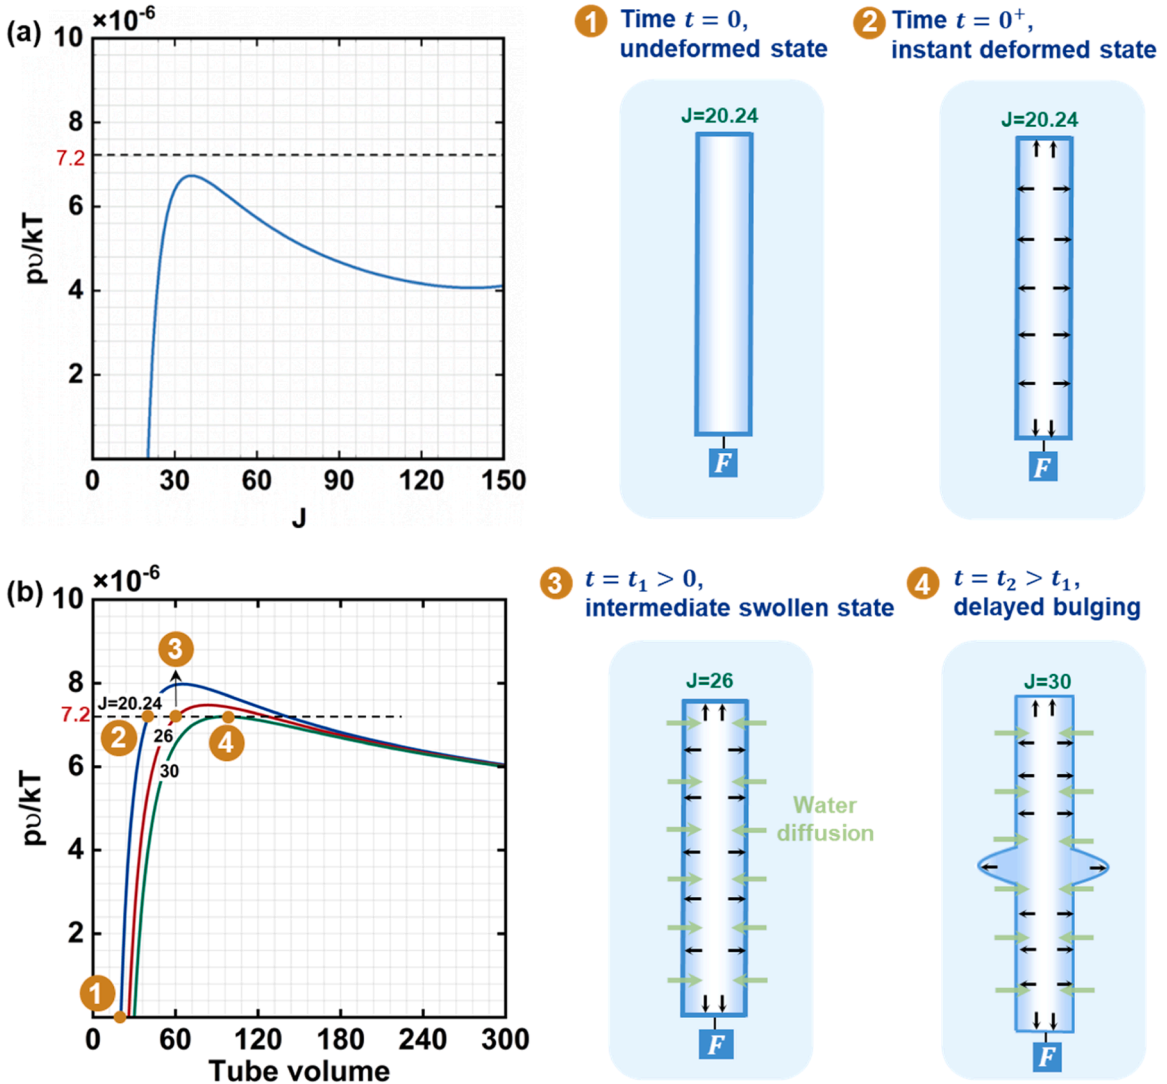 (a)
×10⁻⁶
10
8
7.2
6
4
2
pυ/kT
0 30 60 90 120 150
J
1 Time t = 0,
undeformed state
J=20.24
F
2 Time t = 0⁺,
instant deformed state
J=20.24
F
(b)
×10⁻⁶
10
8
7.2
6
4
2
pυ/kT
3
J=20.24
2
26
4
30
1
0 60 120 180 240 300
Tube volume
3 t = t₁ > 0,
intermediate swollen state
J=26
Water
diffusion
F
4 t = t₂ > t₁,
delayed bulging
J=30
F